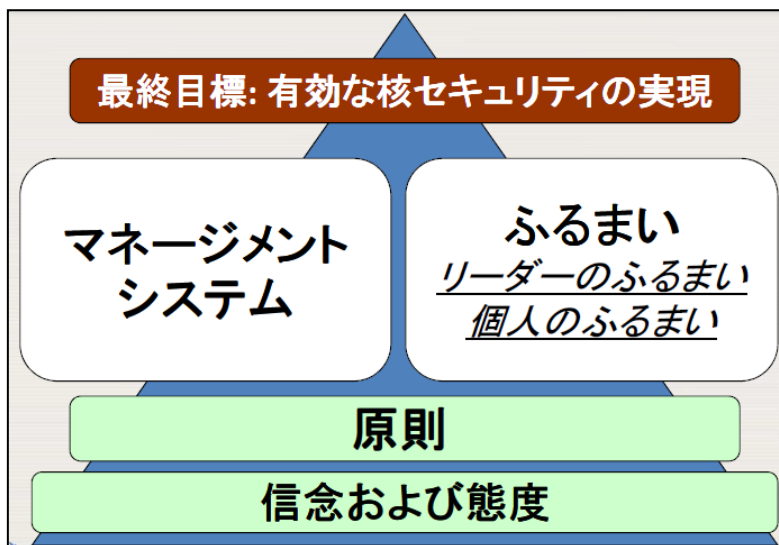 最終目標: 有効な核セキュリティの実現
マネージメント
システム
ふるまい
リーダーのふるまい
個人のふるまい
原則
信念および態度